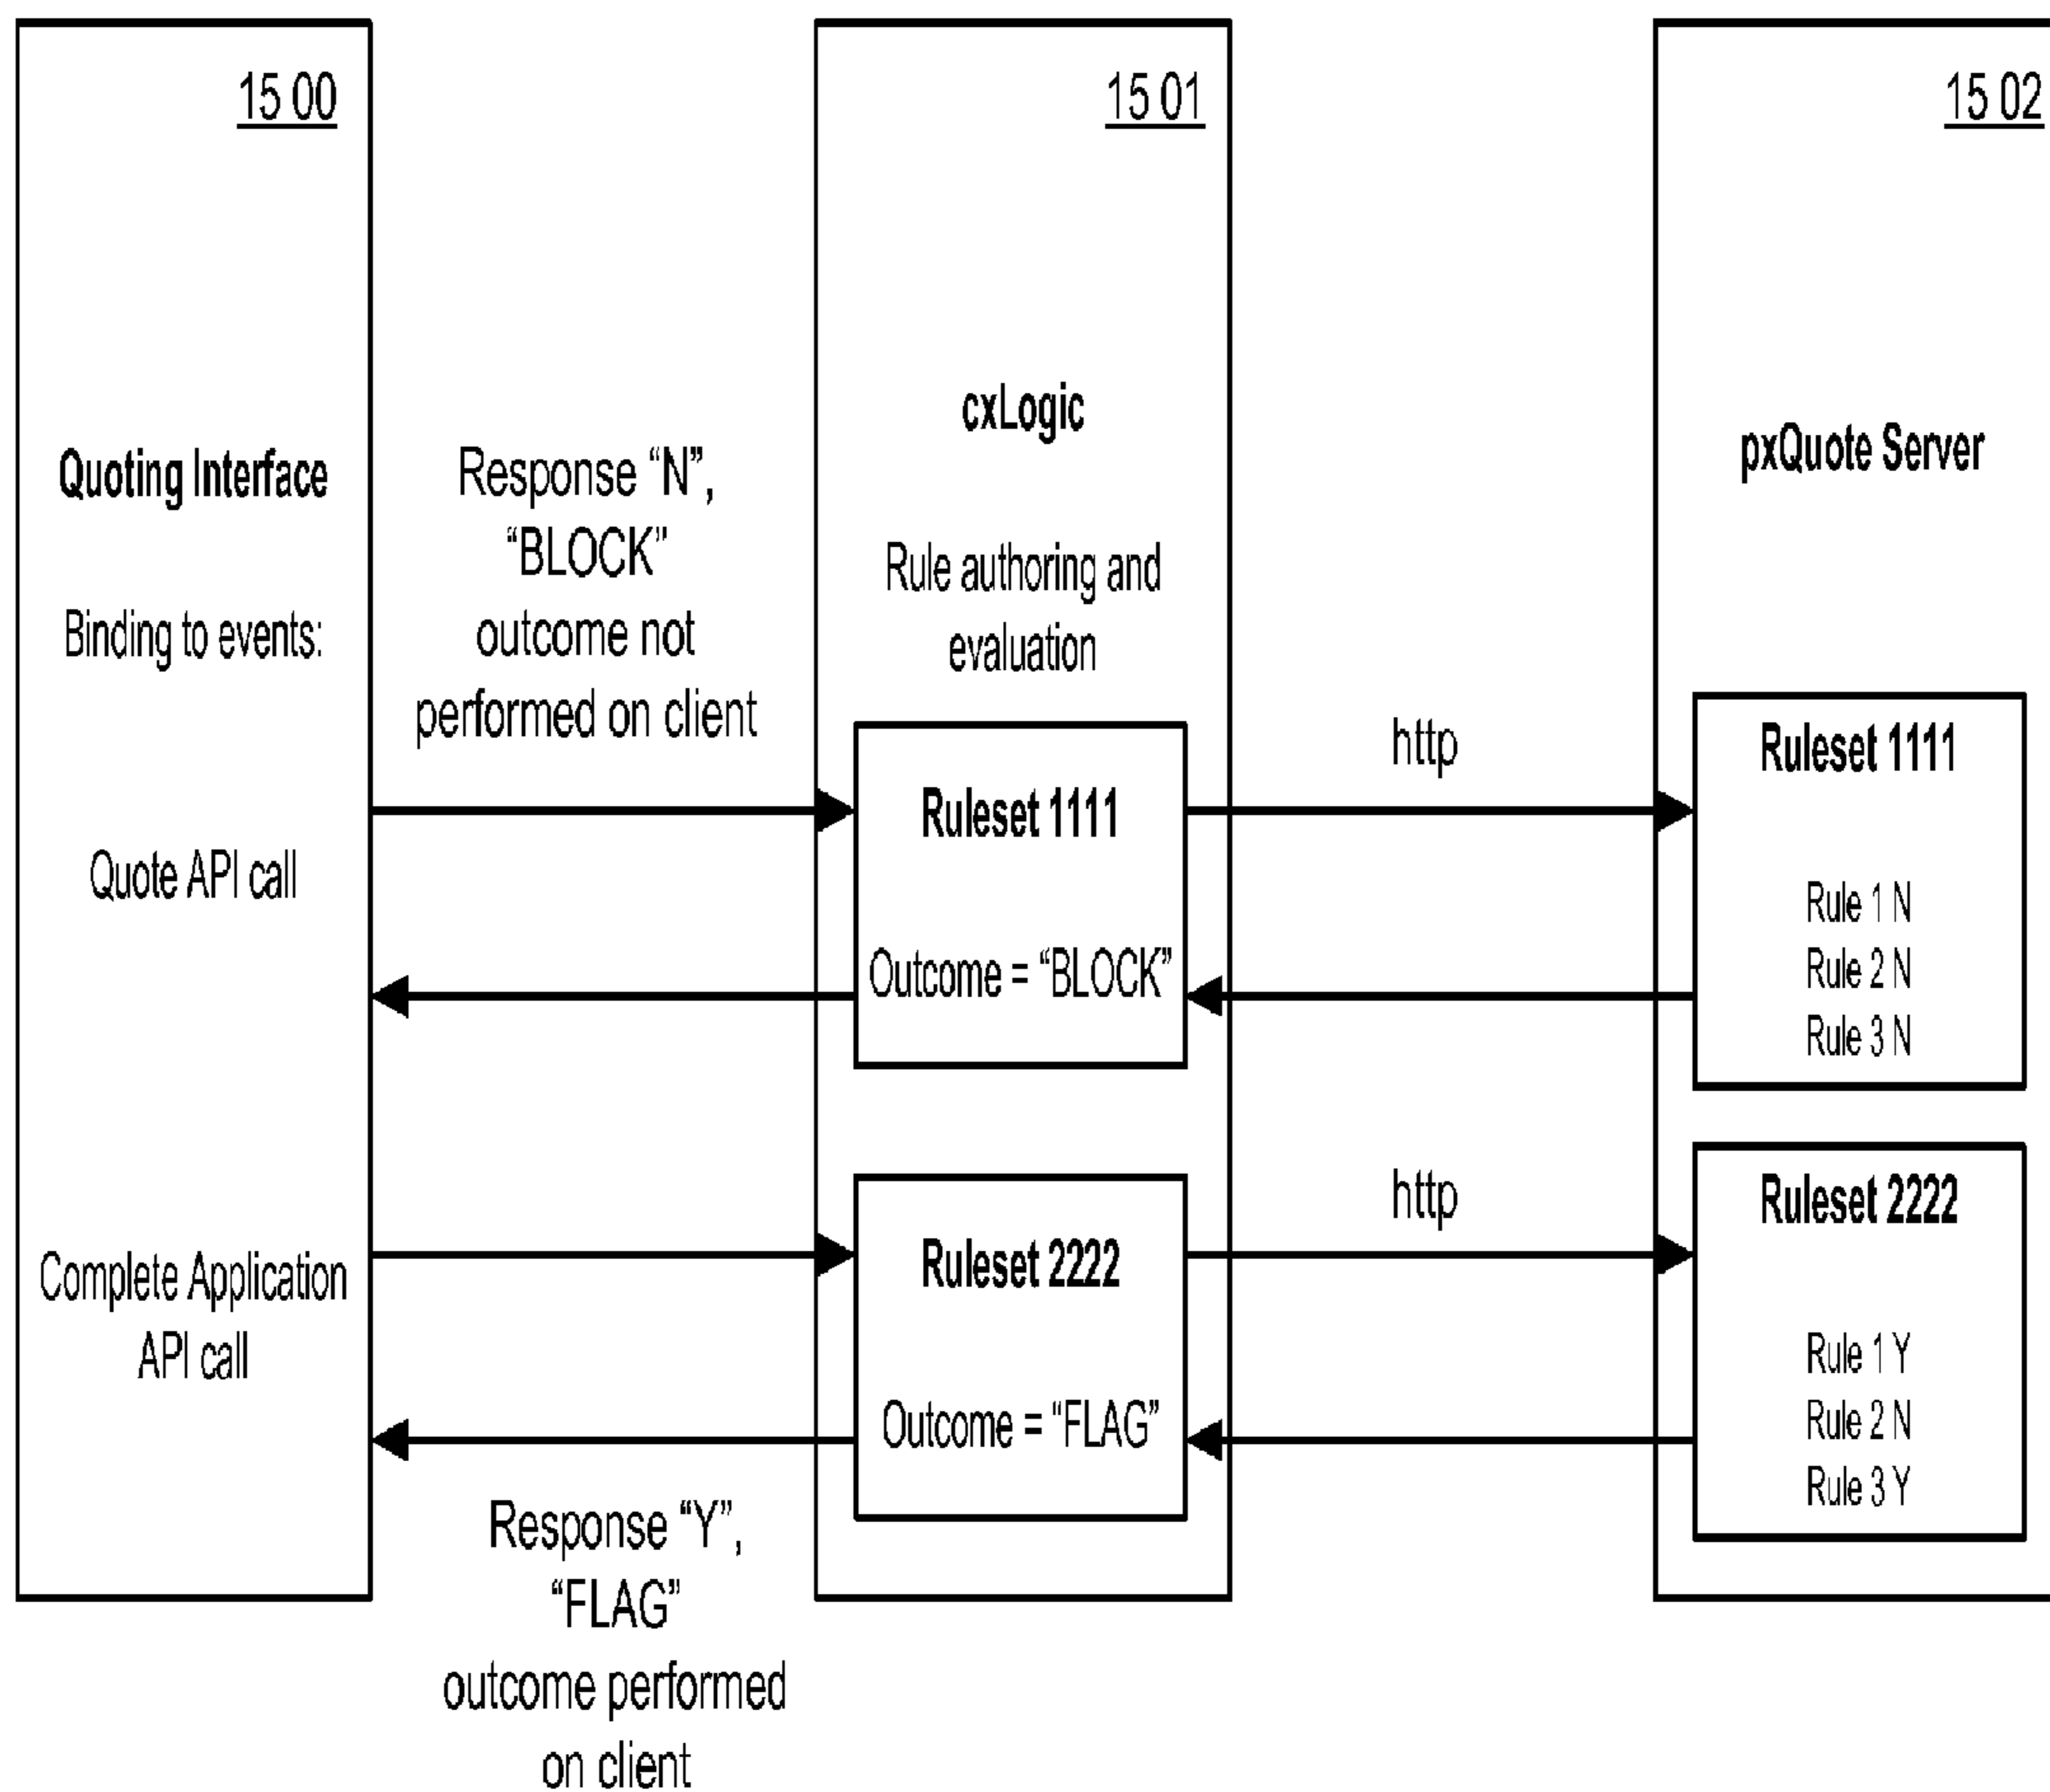 15 00
Quoting Interface
Binding to events:
Quote API call
Complete Application
API call
Response “N”,
“BLOCK”
outcome not
performed on client
Response “Y”,
“FLAG”
outcome performed
on client
15 01
cxLogic
Rule authoring and
evaluation
Ruleset 1111
Outcome = “BLOCK”
Ruleset 2222
Outcome = “FLAG”
http
http
15 02
pxQuote Server
Ruleset 1111
Rule 1 N
Rule 2 N
Rule 3 N
Ruleset 2222
Rule 1 Y
Rule 2 N
Rule 3 Y